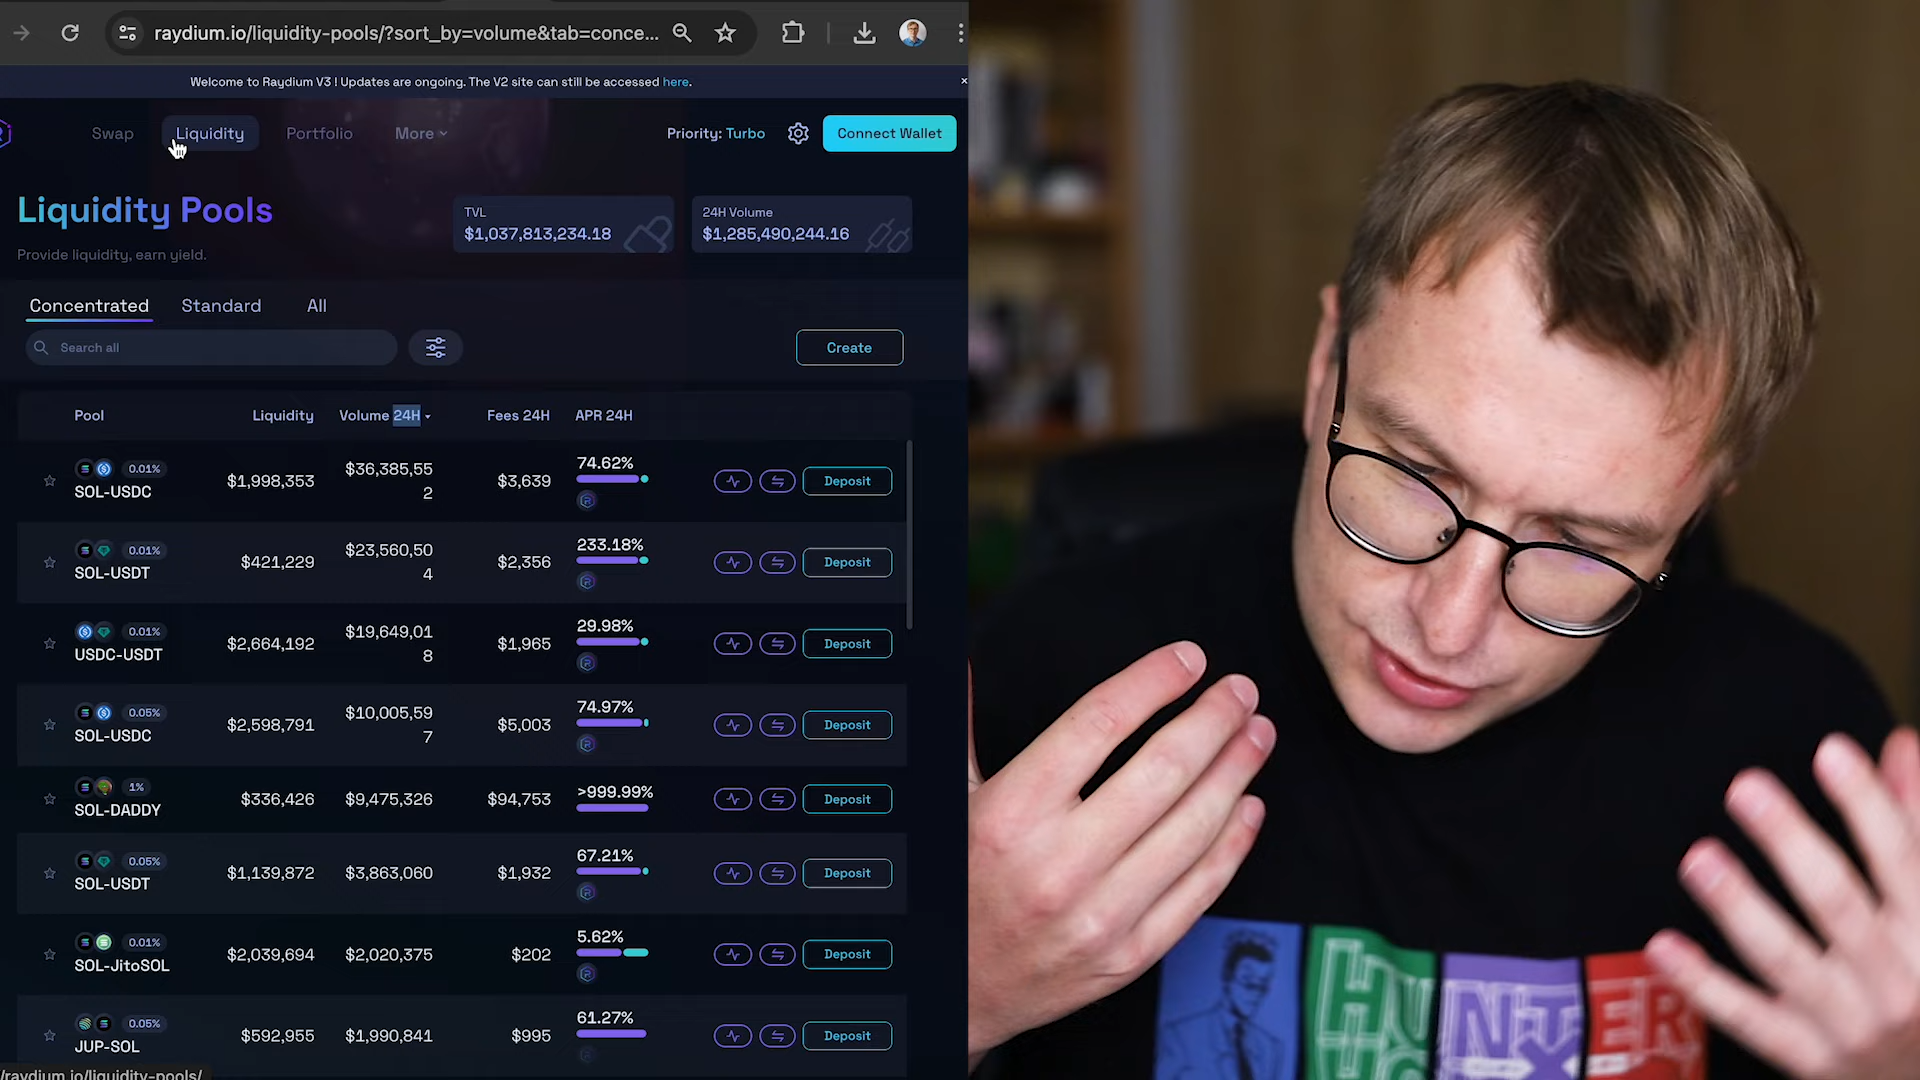 raydium.io/liquidity-pools/?sort_by=volume&tab=conce...
Welcome to Raydium V3 ! Updates are ongoing. The V2 site can still be accessed here.
Swap Liquidity Portfolio More Priority: Turbo Connect Wallet
Liquidity Pools
Provide liquidity, earn yield.
TVL
$1,037,813,234.18
24H Volume
$1,285,490,244.16
Concentrated Standard All
Search all
Create
Pool Liquidity Volume 24H Fees 24H APR 24H
0.01%
SOL-USDC $1,998,353 $36,385,55
2 $3,639 74.62% Deposit
0.01%
SOL-USDT $421,229 $23,560,50
4 $2,356 233.18% Deposit
0.01%
USDC-USDT $2,664,192 $19,649,01
8 $1,965 29.98% Deposit
0.05%
SOL-USDC $2,598,791 $10,005,59
7 $5,003 74.97% Deposit
1%
SOL-DADDY $336,426 $9,475,326 $94,753 >999.99% Deposit
0.05%
SOL-USDT $1,139,872 $3,863,060 $1,932 67.21% Deposit
0.01%
SOL-JitoSOL $2,039,694 $2,020,375 $202 5.62% Deposit
0.05%
JUP-SOL $592,955 $1,990,841 $995 61.27% Deposit
/raydium.io/liquidity-pools/
HUNTER